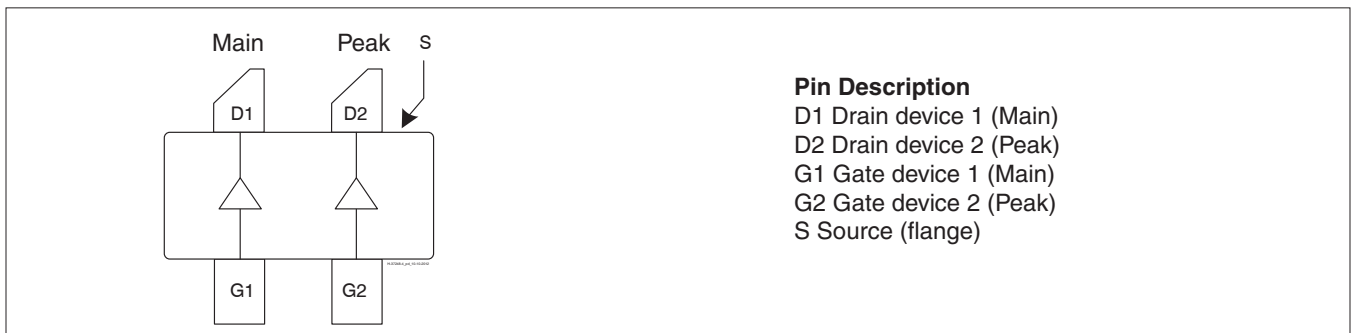 Main Peak S
D1 D2
G1 G2
Pin Description
D1 Drain device 1 (Main)
D2 Drain device 2 (Peak)
G1 Gate device 1 (Main)
G2 Gate device 2 (Peak)
S Source (flange)